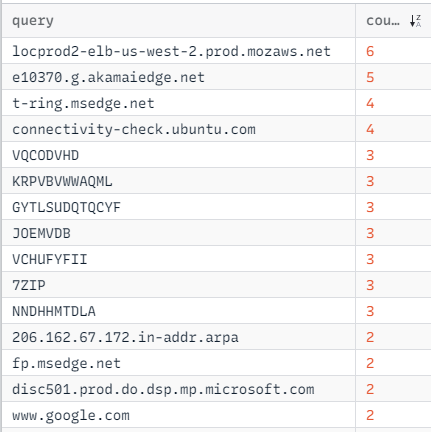 query cou...
locprod2-elb-us-west-2.prod.mozaws.net 6
e10370.g.akamaiedge.net 5
t-ring.msedge.net 4
connectivity-check.ubuntu.com 4
VQCODVHD 3
KRPVBVWWAQML 3
GYTLSUDQTQCYF 3
JOEMVDB 3
VCHUFYFII 3
7ZIP 3
NNDHHMTDLA 3
206.162.67.172.in-addr.arpa 2
fp.msedge.net 2
disc501.prod.do.dsp.mp.microsoft.com 2
www.google.com 2